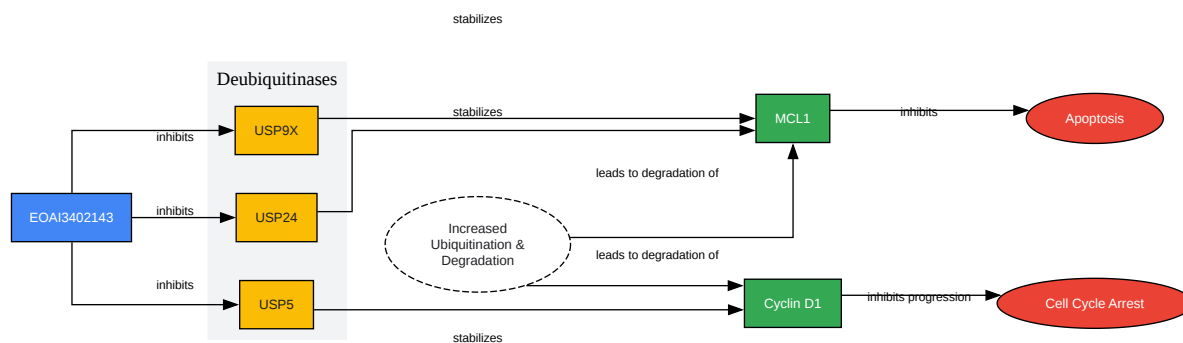 stabilizes
Deubiquitinases
USP9X
stabilizes
MCL1
inhibits
Apoptosis
inhibits
leads to degradation of
EOAI3402143
inhibits
USP24
Increased
Ubiquitination &
Degradation
leads to degradation of
inhibits
USP5
Cyclin D1
inhibits progression
Cell Cycle Arrest
stabilizes